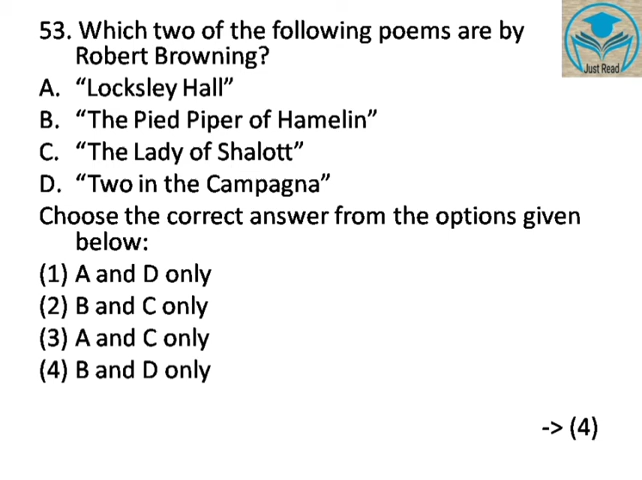 53. Which two of the following poems are by
Robert Browning?
A. “Locksley Hall”
B. “The Pied Piper of Hamelin”
C. “The Lady of Shalott”
D. “Two in the Campagna”
Choose the correct answer from the options given
below:
(1) A and D only
(2) B and C only
(3) A and C only
(4) B and D only
-> (4)
Just Read